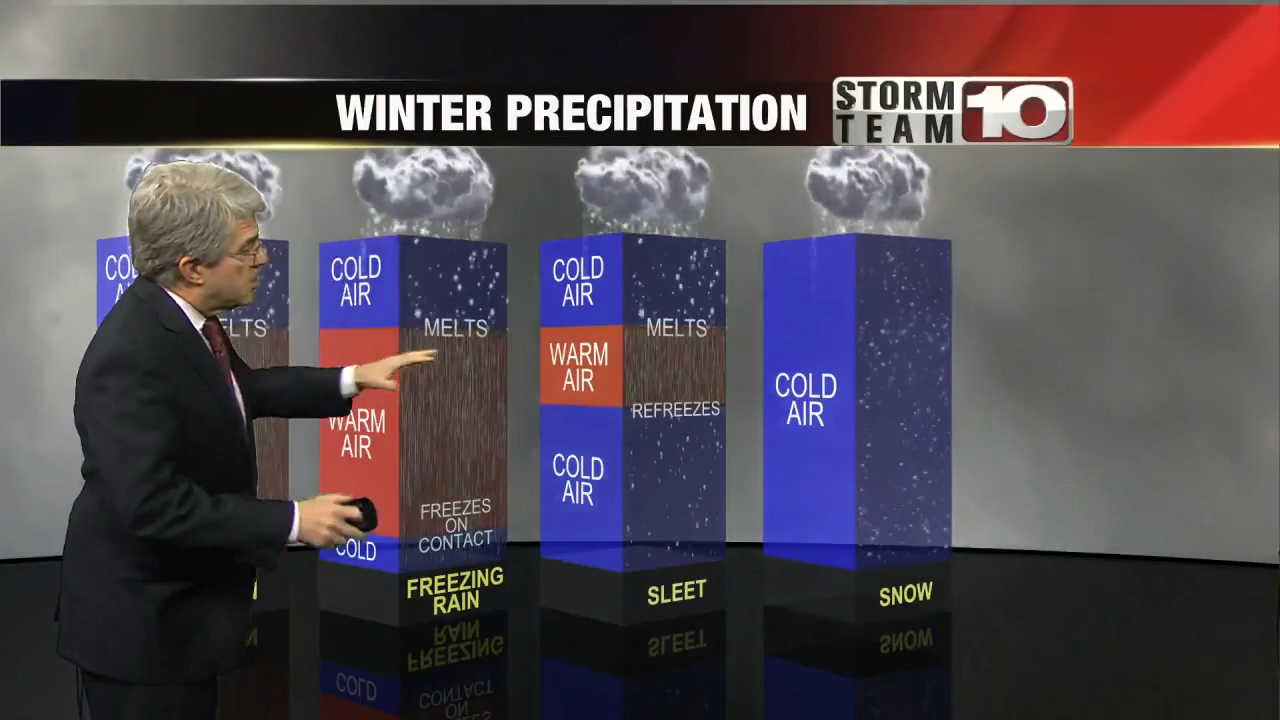 WINTER PRECIPITATION
STORM
TEAM
10
COLD
AIR
MELTS
WARM
AIR
FREEZES
ON
CONTACT
COLD
FREEZING
RAIN
COLD
AIR
MELTS
WARM
AIR
REFREEZES
COLD
AIR
SLEET
COLD
AIR
SNOW